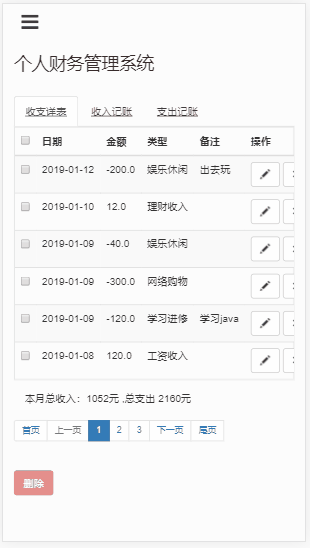 个人财务管理系统
收支详表 收入记账 支出记账
日期 金额 类型 备注 操作
2019-01-12 -200.0 娱乐休闲 出去玩
2019-01-10 12.0 理财收入
2019-01-09 -40.0 娱乐休闲
2019-01-09 -300.0 网络购物
2019-01-09 -120.0 学习进修 学习java
2019-01-08 120.0 工资收入
本月总收入：1052元 ,总支出 2160元
首页 上一页 1 2 3 下一页 尾页
删除